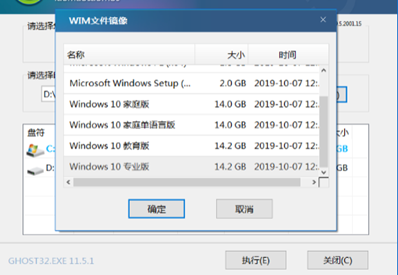 WIM文件镜像
5.2003.15
请选择
名称 大小 时间
Microsoft Windows Setup (... 2.0 GB 2019-10-07 12:...
Windows 10 家庭版 14.0 GB 2019-10-07 12:...
Windows 10 家庭单语言版 14.0 GB 2019-10-07 12:...
Windows 10 教育版 14.2 GB 2019-10-07 12:...
Windows 10 专业版 14.2 GB 2019-10-07 12:...
请选择
D:\
盘符 大小
C: GB
D: GB
确定 取消
GHOST32.EXE 11.5.1 执行(E) 关闭(C)